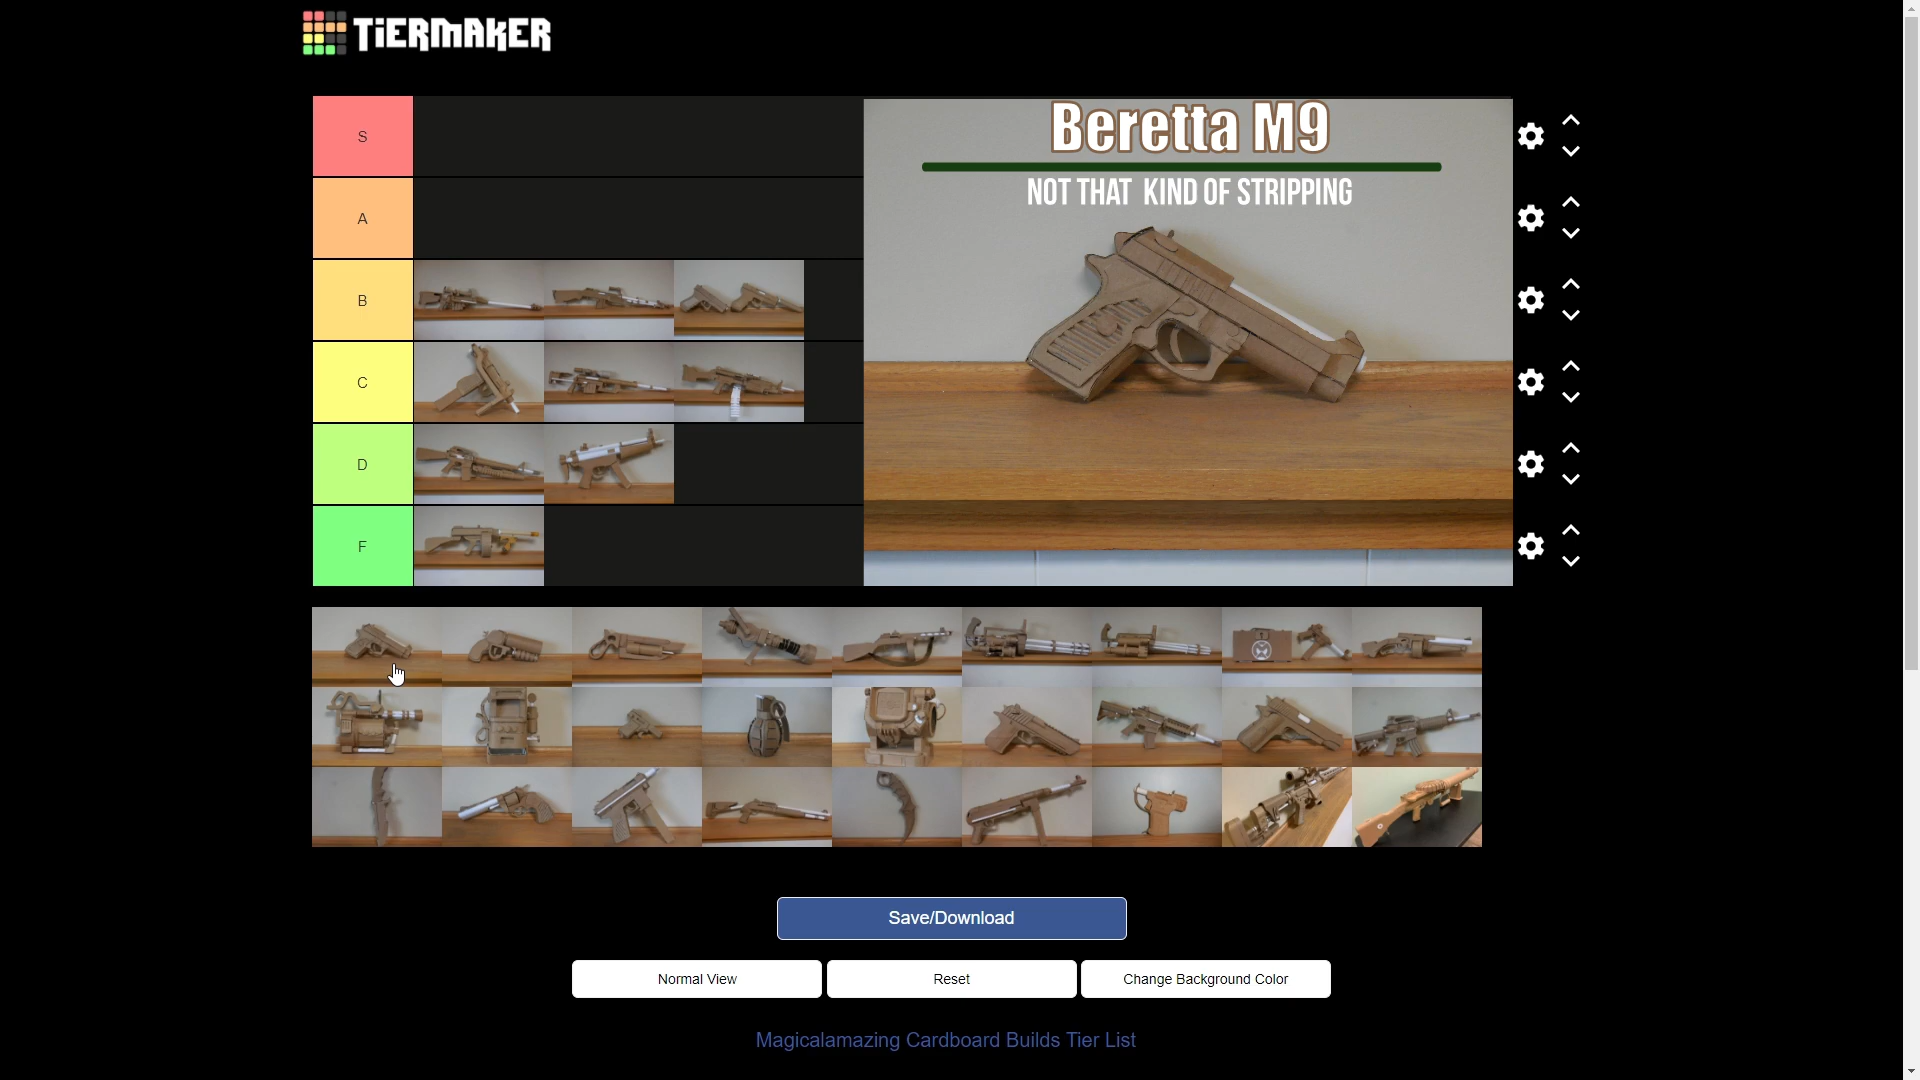 TiERMAKER
S
Beretta M9
NOT THAT KIND OF STRIPPING
A
B
C
D
F
Save/Download
Normal View
Reset
Change Background Color
Magicalamazing Cardboard Builds Tier List